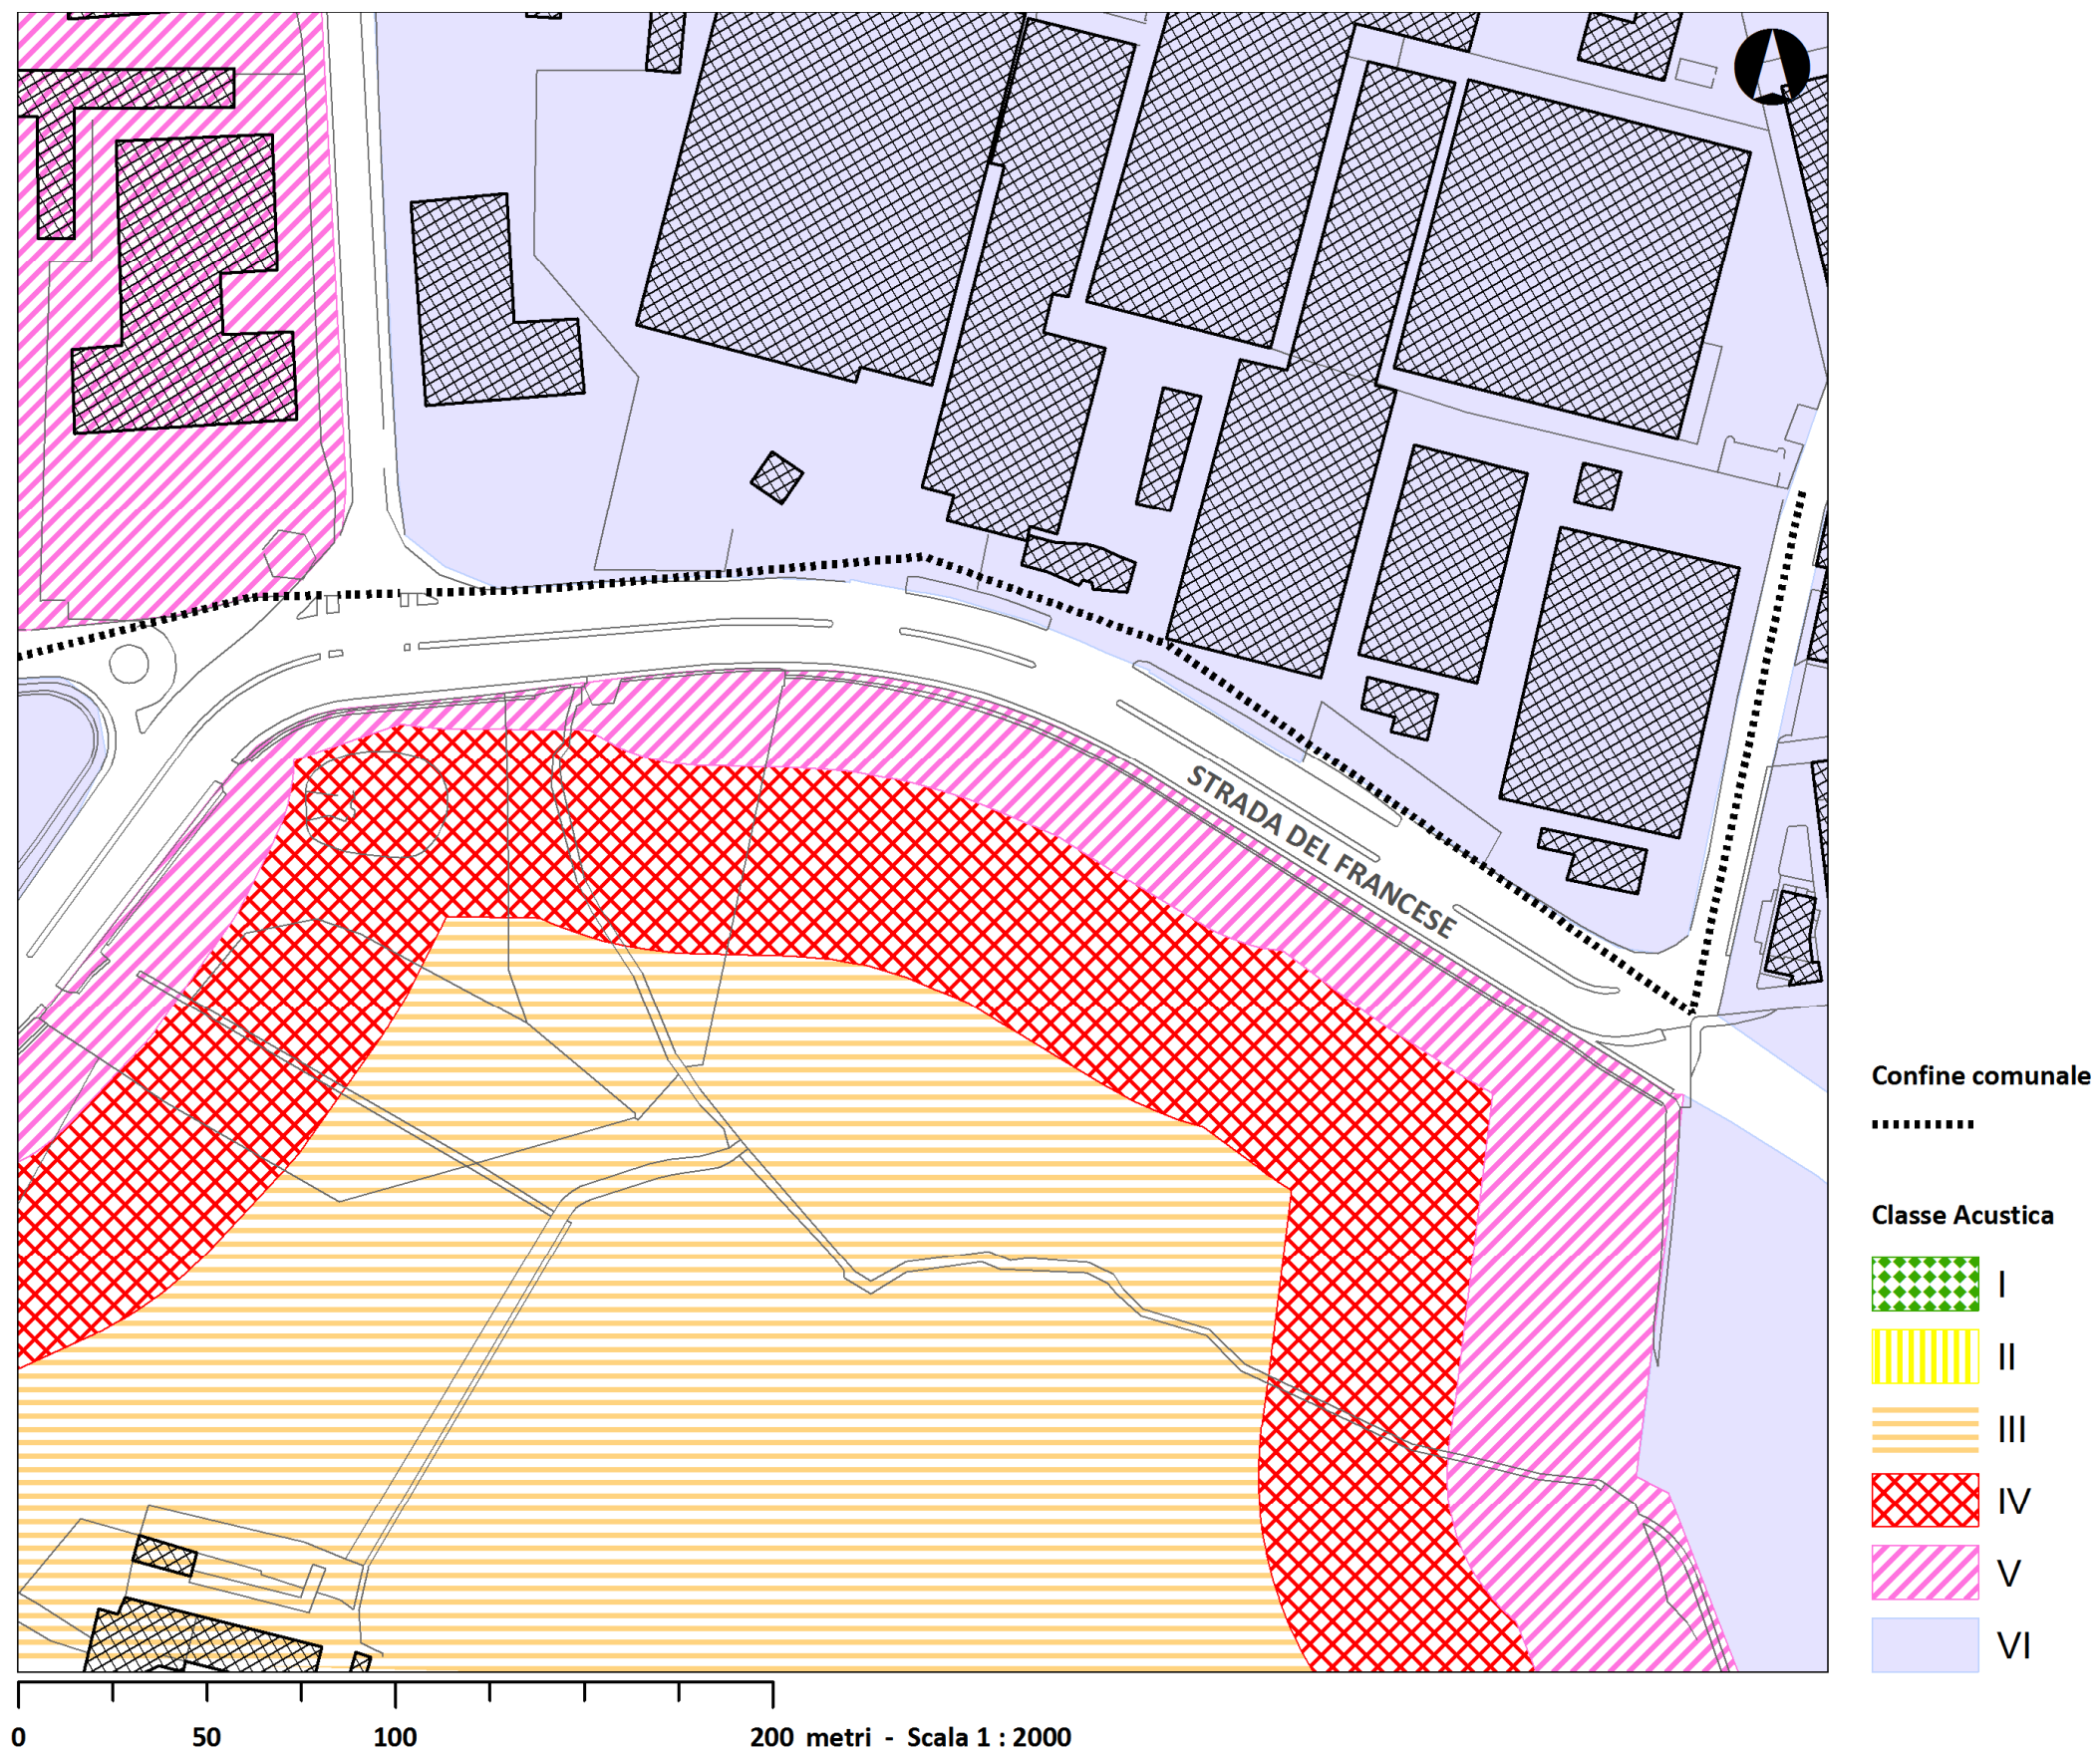 STRADA DEL FRANCESE
Confine comunale
Classe Acustica
I
II
III
IV
V
VI
0 50 100 200 metri - Scala 1 : 2000